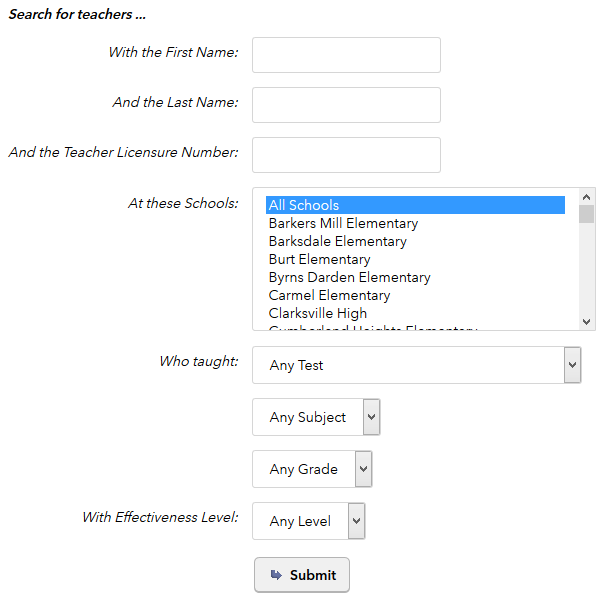 Search for teachers ...
With the First Name:
And the Last Name:
And the Teacher Licensure Number:
At these Schools:
All Schools
Barkers Mill Elementary
Barksdale Elementary
Burt Elementary
Byrns Darden Elementary
Carmel Elementary
Clarksville High
Cumberland Heights Elementary
Who taught:
Any Test
Any Subject
Any Grade
With Effectiveness Level:
Any Level
Submit